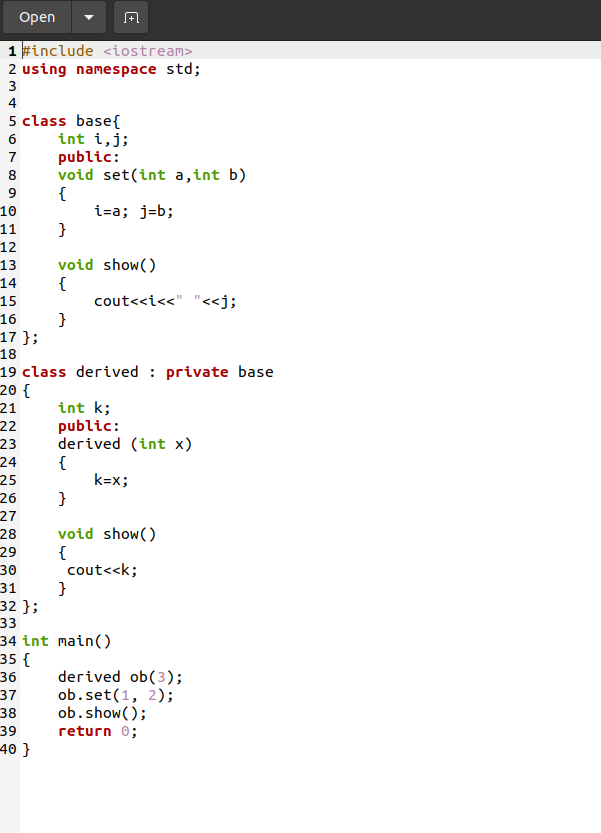 Open
1 #include <iostream>
2 using namespace std;
3
4
5 class base{
6     int i,j;
7     public:
8     void set(int a,int b)
9     {
10         i=a; j=b;
11     }
12
13     void show()
14     {
15         cout<<i<<" "<<j;
16     }
17 };
18
19 class derived : private base
20 {
21     int k;
22     public:
23     derived (int x)
24     {
25         k=x;
26     }
27
28     void show()
29     {
30      cout<<k;
31     }
32 };
33
34 int main()
35 {
36     derived ob(3);
37     ob.set(1, 2);
38     ob.show();
39     return 0;
40 }